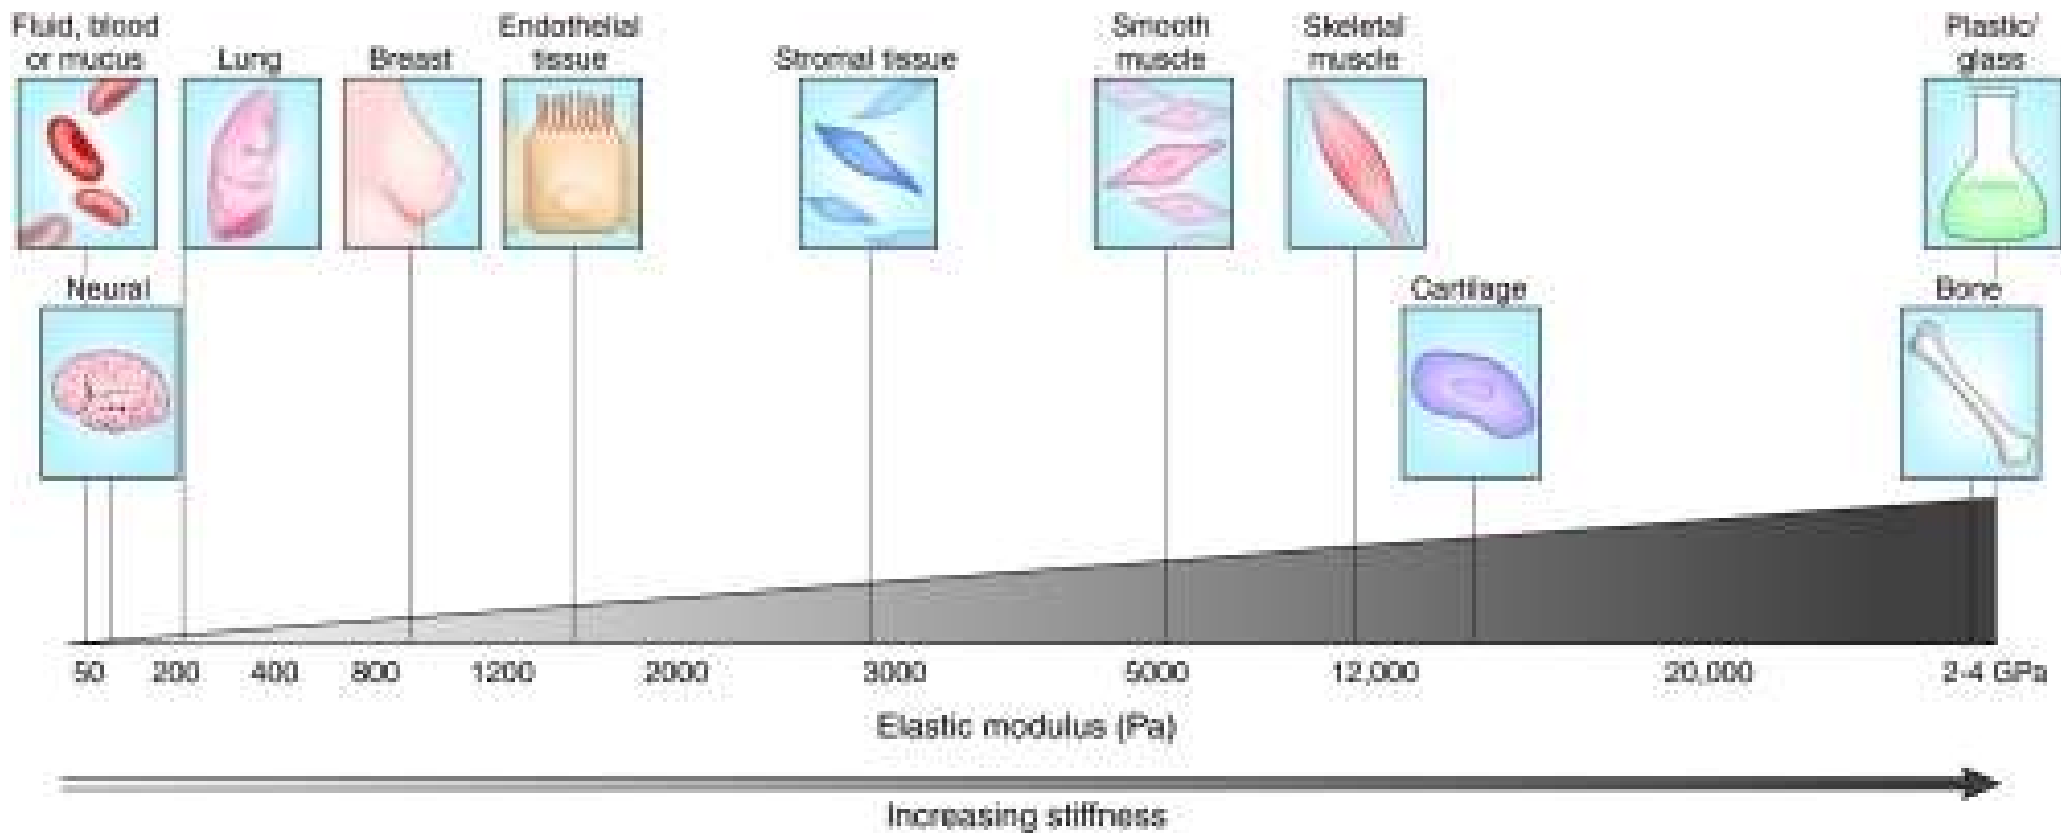 Fluid, blood
or mucus
Lung
Breast
Endothelial
tissue
Stromal tissue
Smooth
muscle
Skeletal
muscle
Plastic/
glass
Neural
Cartilage
Bone
50 200 400 800 1200 2000 3000 5000 12,000 20,000 2-4 GPa
Elastic modulus (Pa)
Increasing stiffness